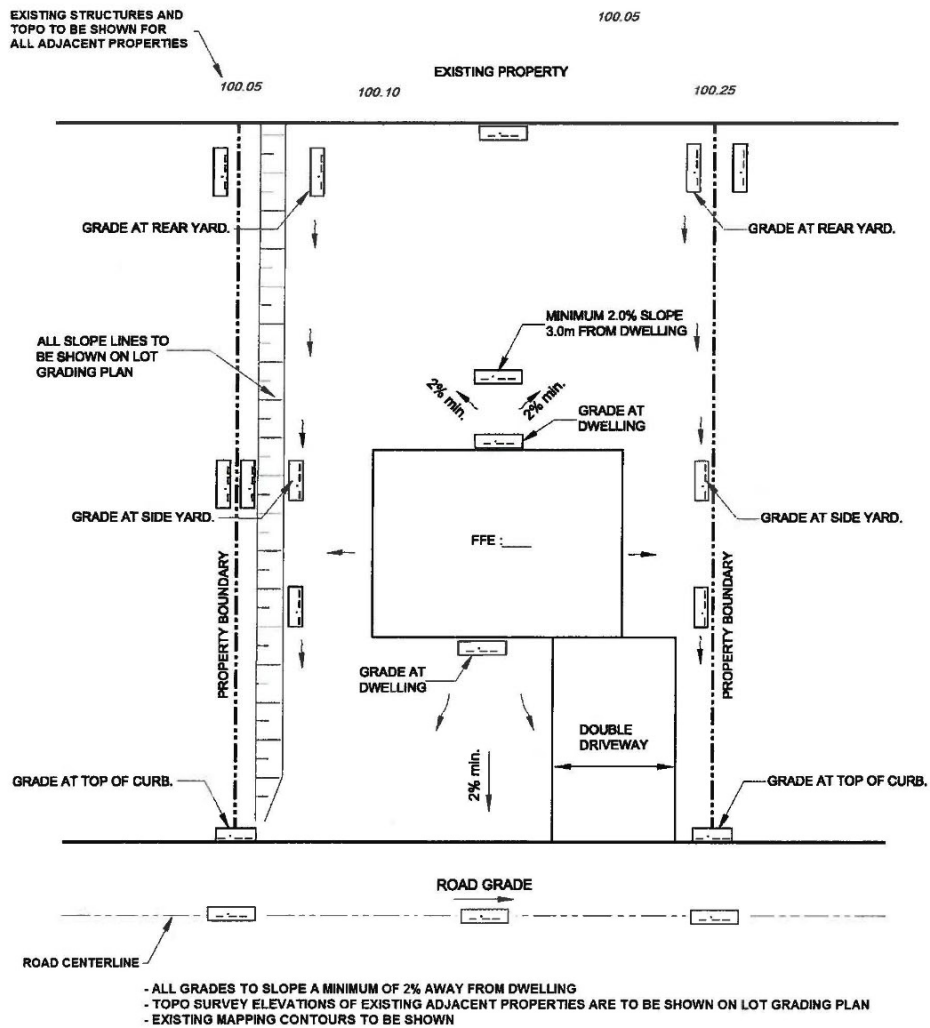 EXISTING STRUCTURES AND
TOPO TO BE SHOWN FOR
ALL ADJACENT PROPERTIES
100.05
EXISTING PROPERTY
100.05
100.10
100.25
GRADE AT REAR YARD.
GRADE AT REAR YARD.
MINIMUM 2.0% SLOPE
3.0m FROM DWELLING
ALL SLOPE LINES TO
BE SHOWN ON LOT
GRADING PLAN
2% min.
2% min.
GRADE AT
DWELLING
GRADE AT SIDE YARD.
GRADE AT SIDE YARD.
FFE :____
PROPERTY BOUNDARY
PROPERTY BOUNDARY
GRADE AT
DWELLING
DOUBLE
DRIVEWAY
2% min.
GRADE AT TOP OF CURB.
GRADE AT TOP OF CURB.
ROAD GRADE
ROAD CENTERLINE
- ALL GRADES TO SLOPE A MINIMUM OF 2% AWAY FROM DWELLING
- TOPO SURVEY ELEVATIONS OF EXISTING ADJACENT PROPERTIES ARE TO BE SHOWN ON LOT GRADING PLAN
- EXISTING MAPPING CONTOURS TO BE SHOWN